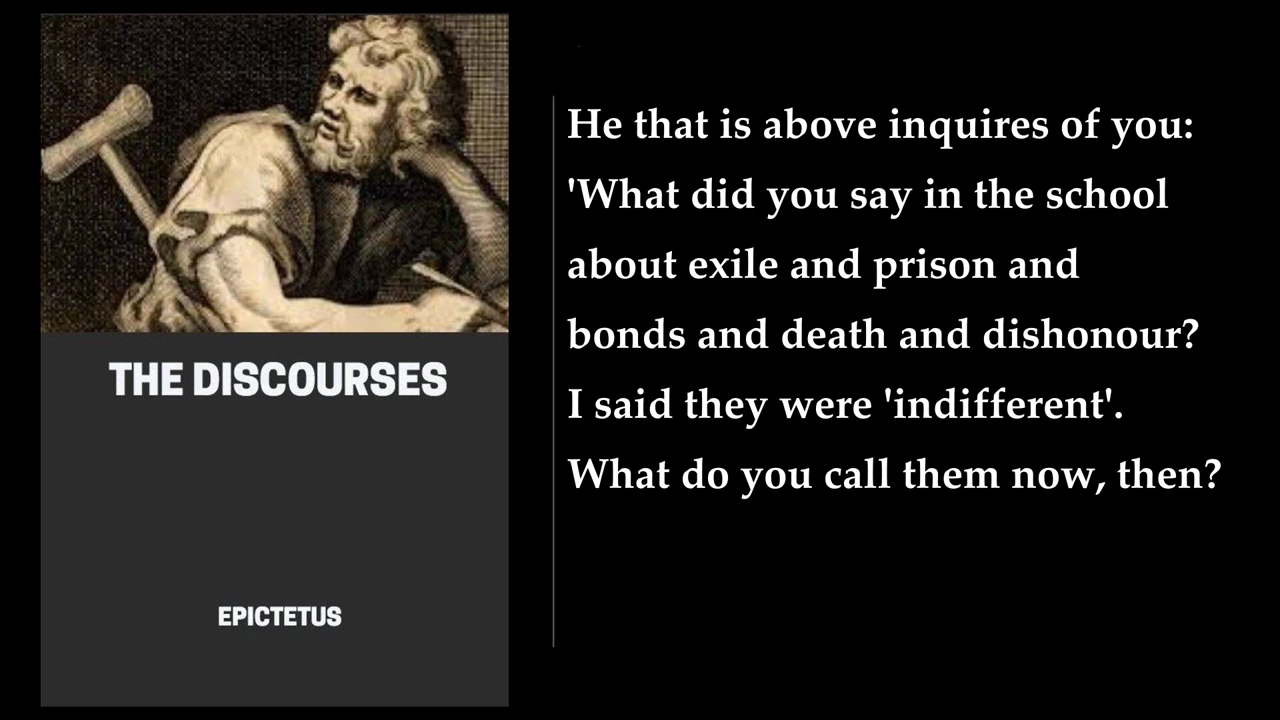 THE DISCOURSES
EPICTETUS
He that is above inquires of you:
'What did you say in the school
about exile and prison and
bonds and death and dishonour?
I said they were 'indifferent'.
What do you call them now, then?